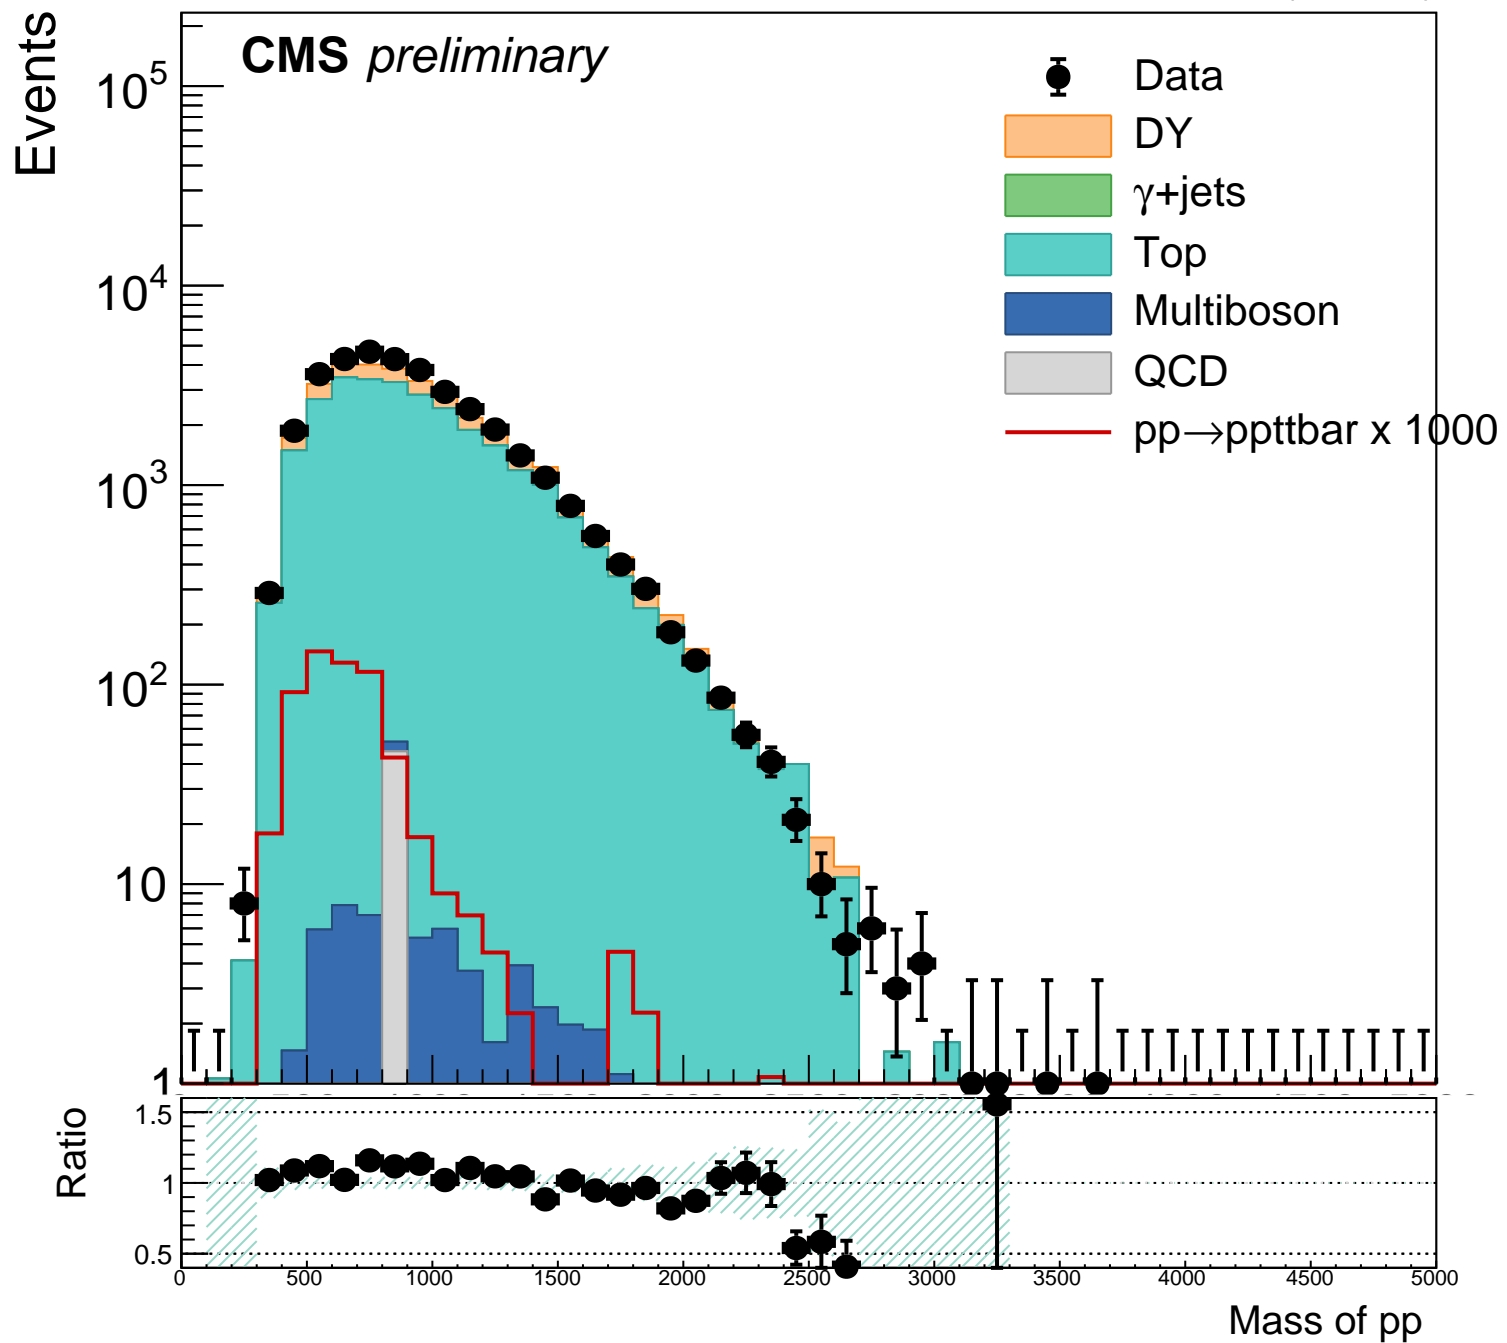 CMS preliminary
Events
10^5
10^4
10^3
10^2
10
1
Data
DY
γ+jets
Top
Multiboson
QCD
pp→ppttbar x 1000
Ratio
1.5
1
0.5
0 500 1000 1500 2000 2500 3000 3500 4000 4500 5000
Mass of pp